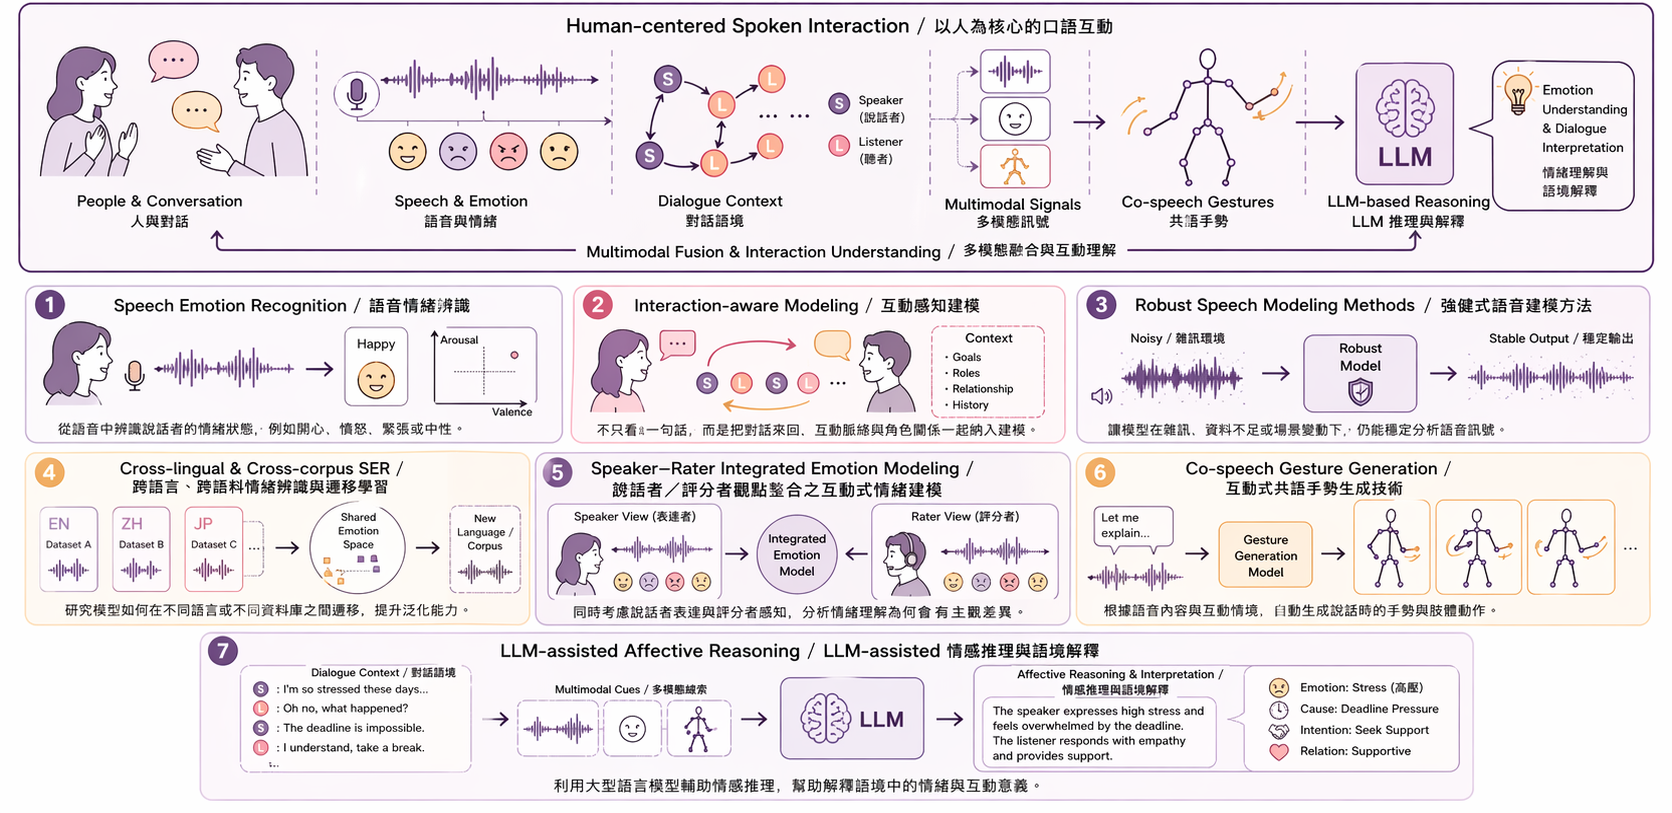 Human-centered Spoken Interaction / 以人為核心的口語互動
People & Conversation
人與對話
Speech & Emotion
語音與情緒
S
L
L
S
L
L
... ...
S Speaker
(說話者)
L Listener
(聽者)
Dialogue Context
對話語境
Multimodal Signals
多模態訊號
Co-speech Gestures
共語手勢
LLM
LLM-based Reasoning
LLM 推理與解釋
Emotion
Understanding
& Dialogue
Interpretation
情緒理解與
語境解釋
Multimodal Fusion & Interaction Understanding / 多模態融合與互動理解
1
Speech Emotion Recognition / 語音情緒辨識
Happy
Arousal
Valence
從語音中辨識說話者的情緒狀態,例如開心、憤怒、緊張或中性。
2
Interaction-aware Modeling / 互動感知建模
S L S L ...
Context
· Goals
· Roles
· Relationship
· History
不只看一句話,而是把對話來回、互動脈絡與角色關係一起納入建模。
3
Robust Speech Modeling Methods / 強健式語音建模方法
Noisy / 雜訊環境
Robust
Model
Stable Output / 穩定輸出
讓模型在雜訊、資料不足或場景變動下,仍能穩定分析語音訊號。
4
Cross-lingual & Cross-corpus SER /
跨語言、跨語料情緒辨識與遷移學習
EN
Dataset A
ZH
Dataset B
JP
Dataset C
...
Shared
Emotion
Space
New
Language /
Corpus
研究模型如何在不同語言或不同資料庫之間遷移,提升泛化能力。
5
Speaker–Rater Integrated Emotion Modeling /
說話者／評分者觀點整合之互動式情緒建模
Speaker View (表達者)
Integrated
Emotion
Model
Rater View (評分者)
同時考慮說話者表達與評分者感知,分析情緒理解為何會有主觀差異。
6
Co-speech Gesture Generation /
互動式共語手勢生成技術
Let me
explain...
Gesture
Generation
Model
...
根據語音內容與互動情境,自動生成說話時的手勢與肢體動作。
7
LLM-assisted Affective Reasoning / LLM-assisted 情感推理與語境解釋
Dialogue Context / 對話語境
S : I'm so stressed these days...
L : Oh no, what happened?
S : The deadline is impossible.
L : I understand, take a break.
...
Multimodal Cues / 多模態線索
LLM
Affective Reasoning & Interpretation /
情感推理與語境解釋
The speaker expresses high stress and
feels overwhelmed by the deadline.
The listener responds with empathy
and provides support.
Emotion: Stress (高壓)
Cause: Deadline Pressure
Intention: Seek Support
Relation: Supportive
利用大型語言模型輔助情感推理,幫助解釋語境中的情緒與互動意義。